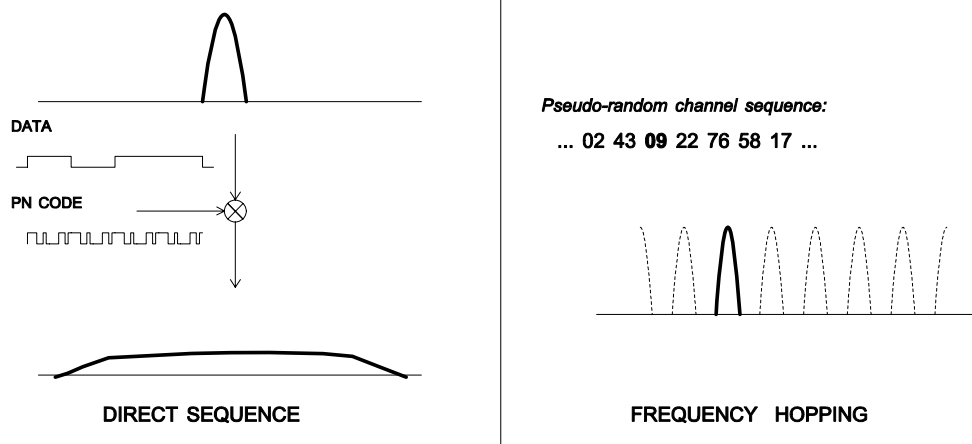 DATA
PN CODE
DIRECT SEQUENCE
Pseudo-random channel sequence:
... 02 43 09 22 76 58 17 ...
FREQUENCY HOPPING